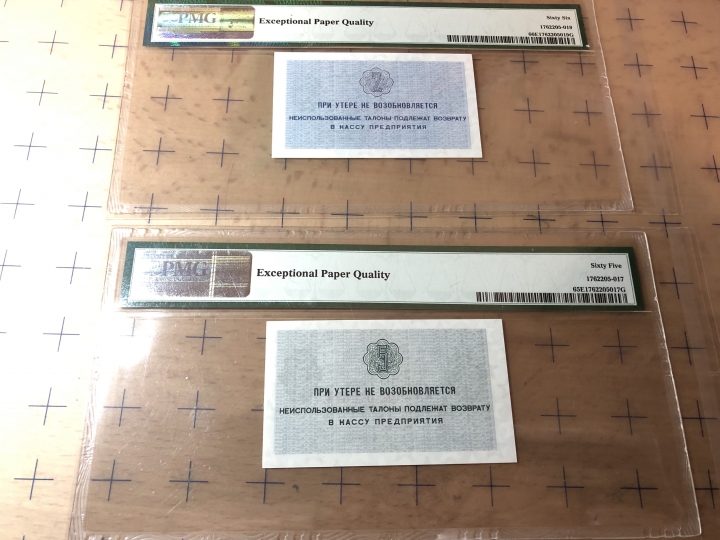 PMG
Exceptional Paper Quality
Sixty Six
1762205-019
66E1762205019G
ПРИ УТЕРЕ НЕ ВОЗОБНОВЛЯЕТСЯ
НЕИСПОЛЬЗОВАННЫЕ ТАЛОНЫ ПОДЛЕЖАТ ВОЗВРАТУ
В КАССУ ПРЕДПРИЯТИЯ
PMG
Exceptional Paper Quality
Sixty Five
1762205-017
65E1762205017G
ПРИ УТЕРЕ НЕ ВОЗОБНОВЛЯЕТСЯ
НЕИСПОЛЬЗОВАННЫЕ ТАЛОНЫ ПОДЛЕЖАТ ВОЗВРАТУ
В КАССУ ПРЕДПРИЯТИЯ